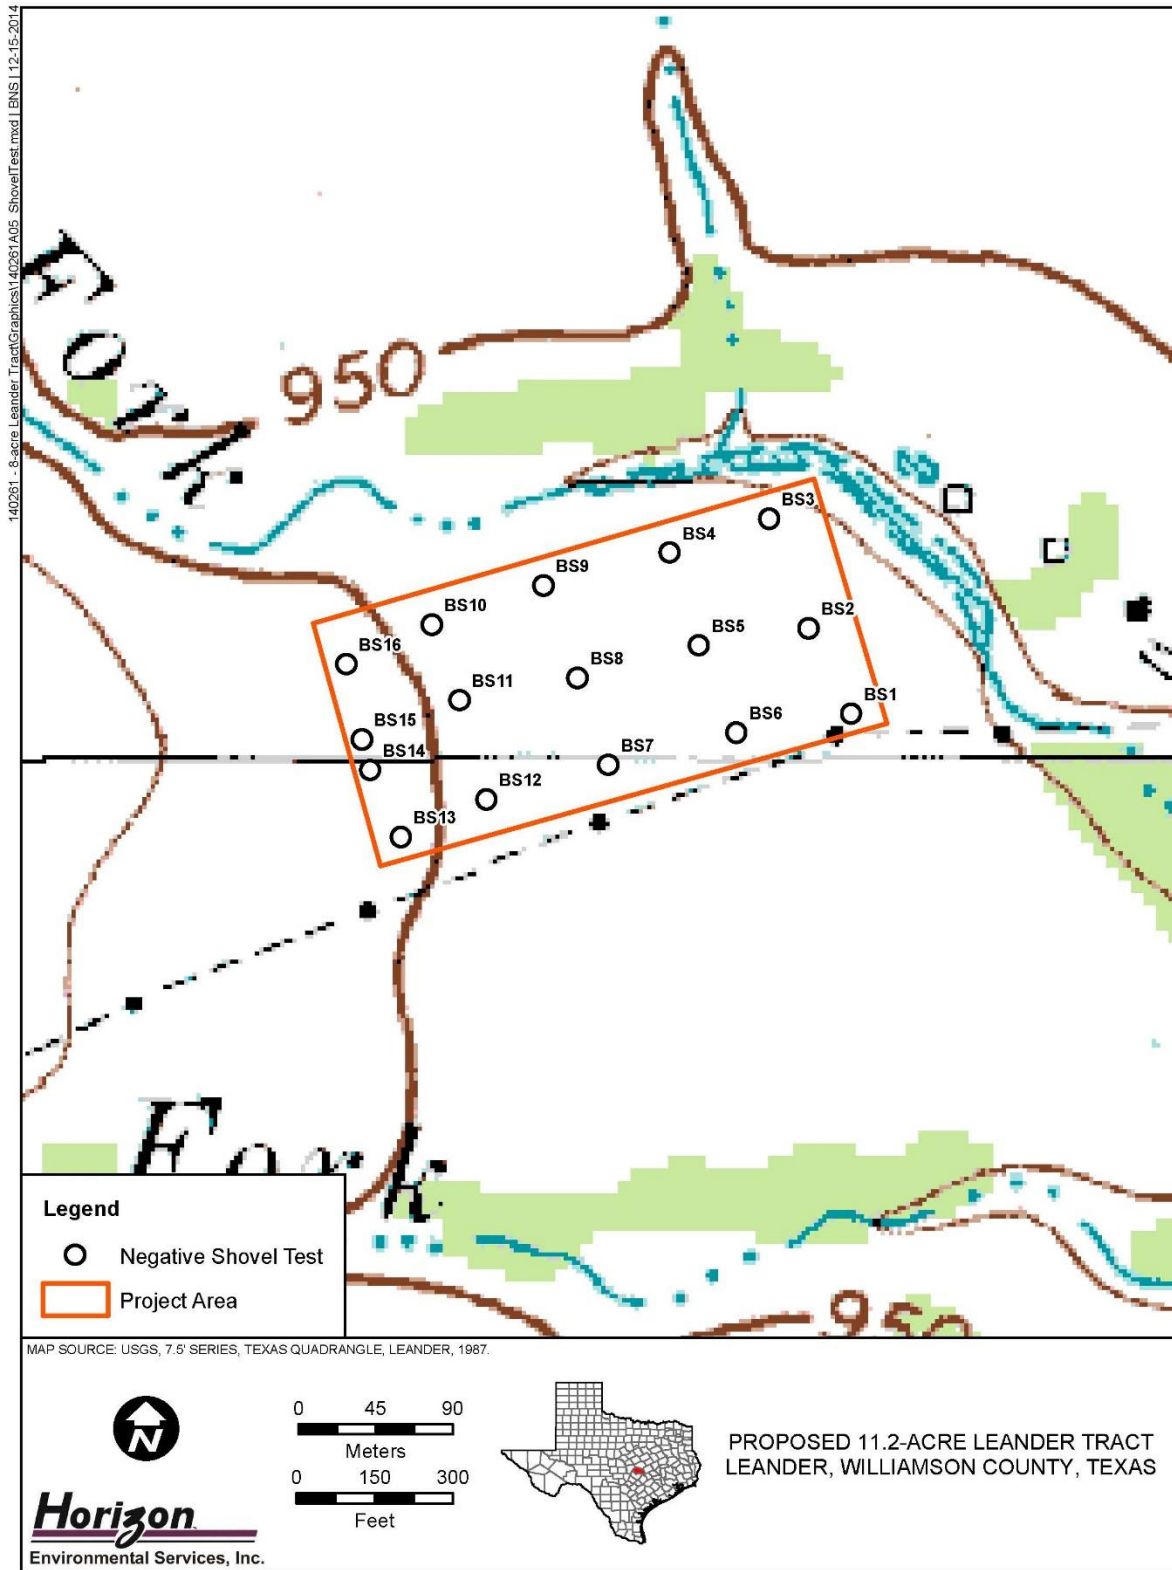 140261 - 8-acre Leander Tract\Graphics\140261A05_ShovelTest.mxd | BNS | 12-15-2014
Fork
950
BS3
BS4
BS9
BS2
BS10
BS5
BS16
BS8
BS11
BS1
BS15
BS6
BS14
BS7
BS12
BS13
Fork
Legend
Negative Shovel Test
Project Area
MAP SOURCE: USGS, 7.5' SERIES, TEXAS QUADRANGLE, LEANDER, 1987.
N
0 45 90
Meters
0 150 300
Feet
PROPOSED 11.2-ACRE LEANDER TRACT
LEANDER, WILLIAMSON COUNTY, TEXAS
Horizon
Environmental Services, Inc.